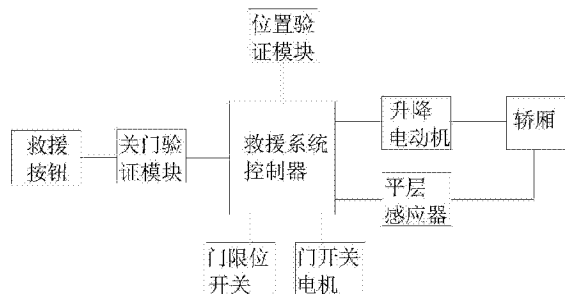 位置验
证模块
救援
按钮
关门验
证模块
救援系统
控制器
升降
电动机
轿厢
平层
感应器
门限位
开关
门开关
电机